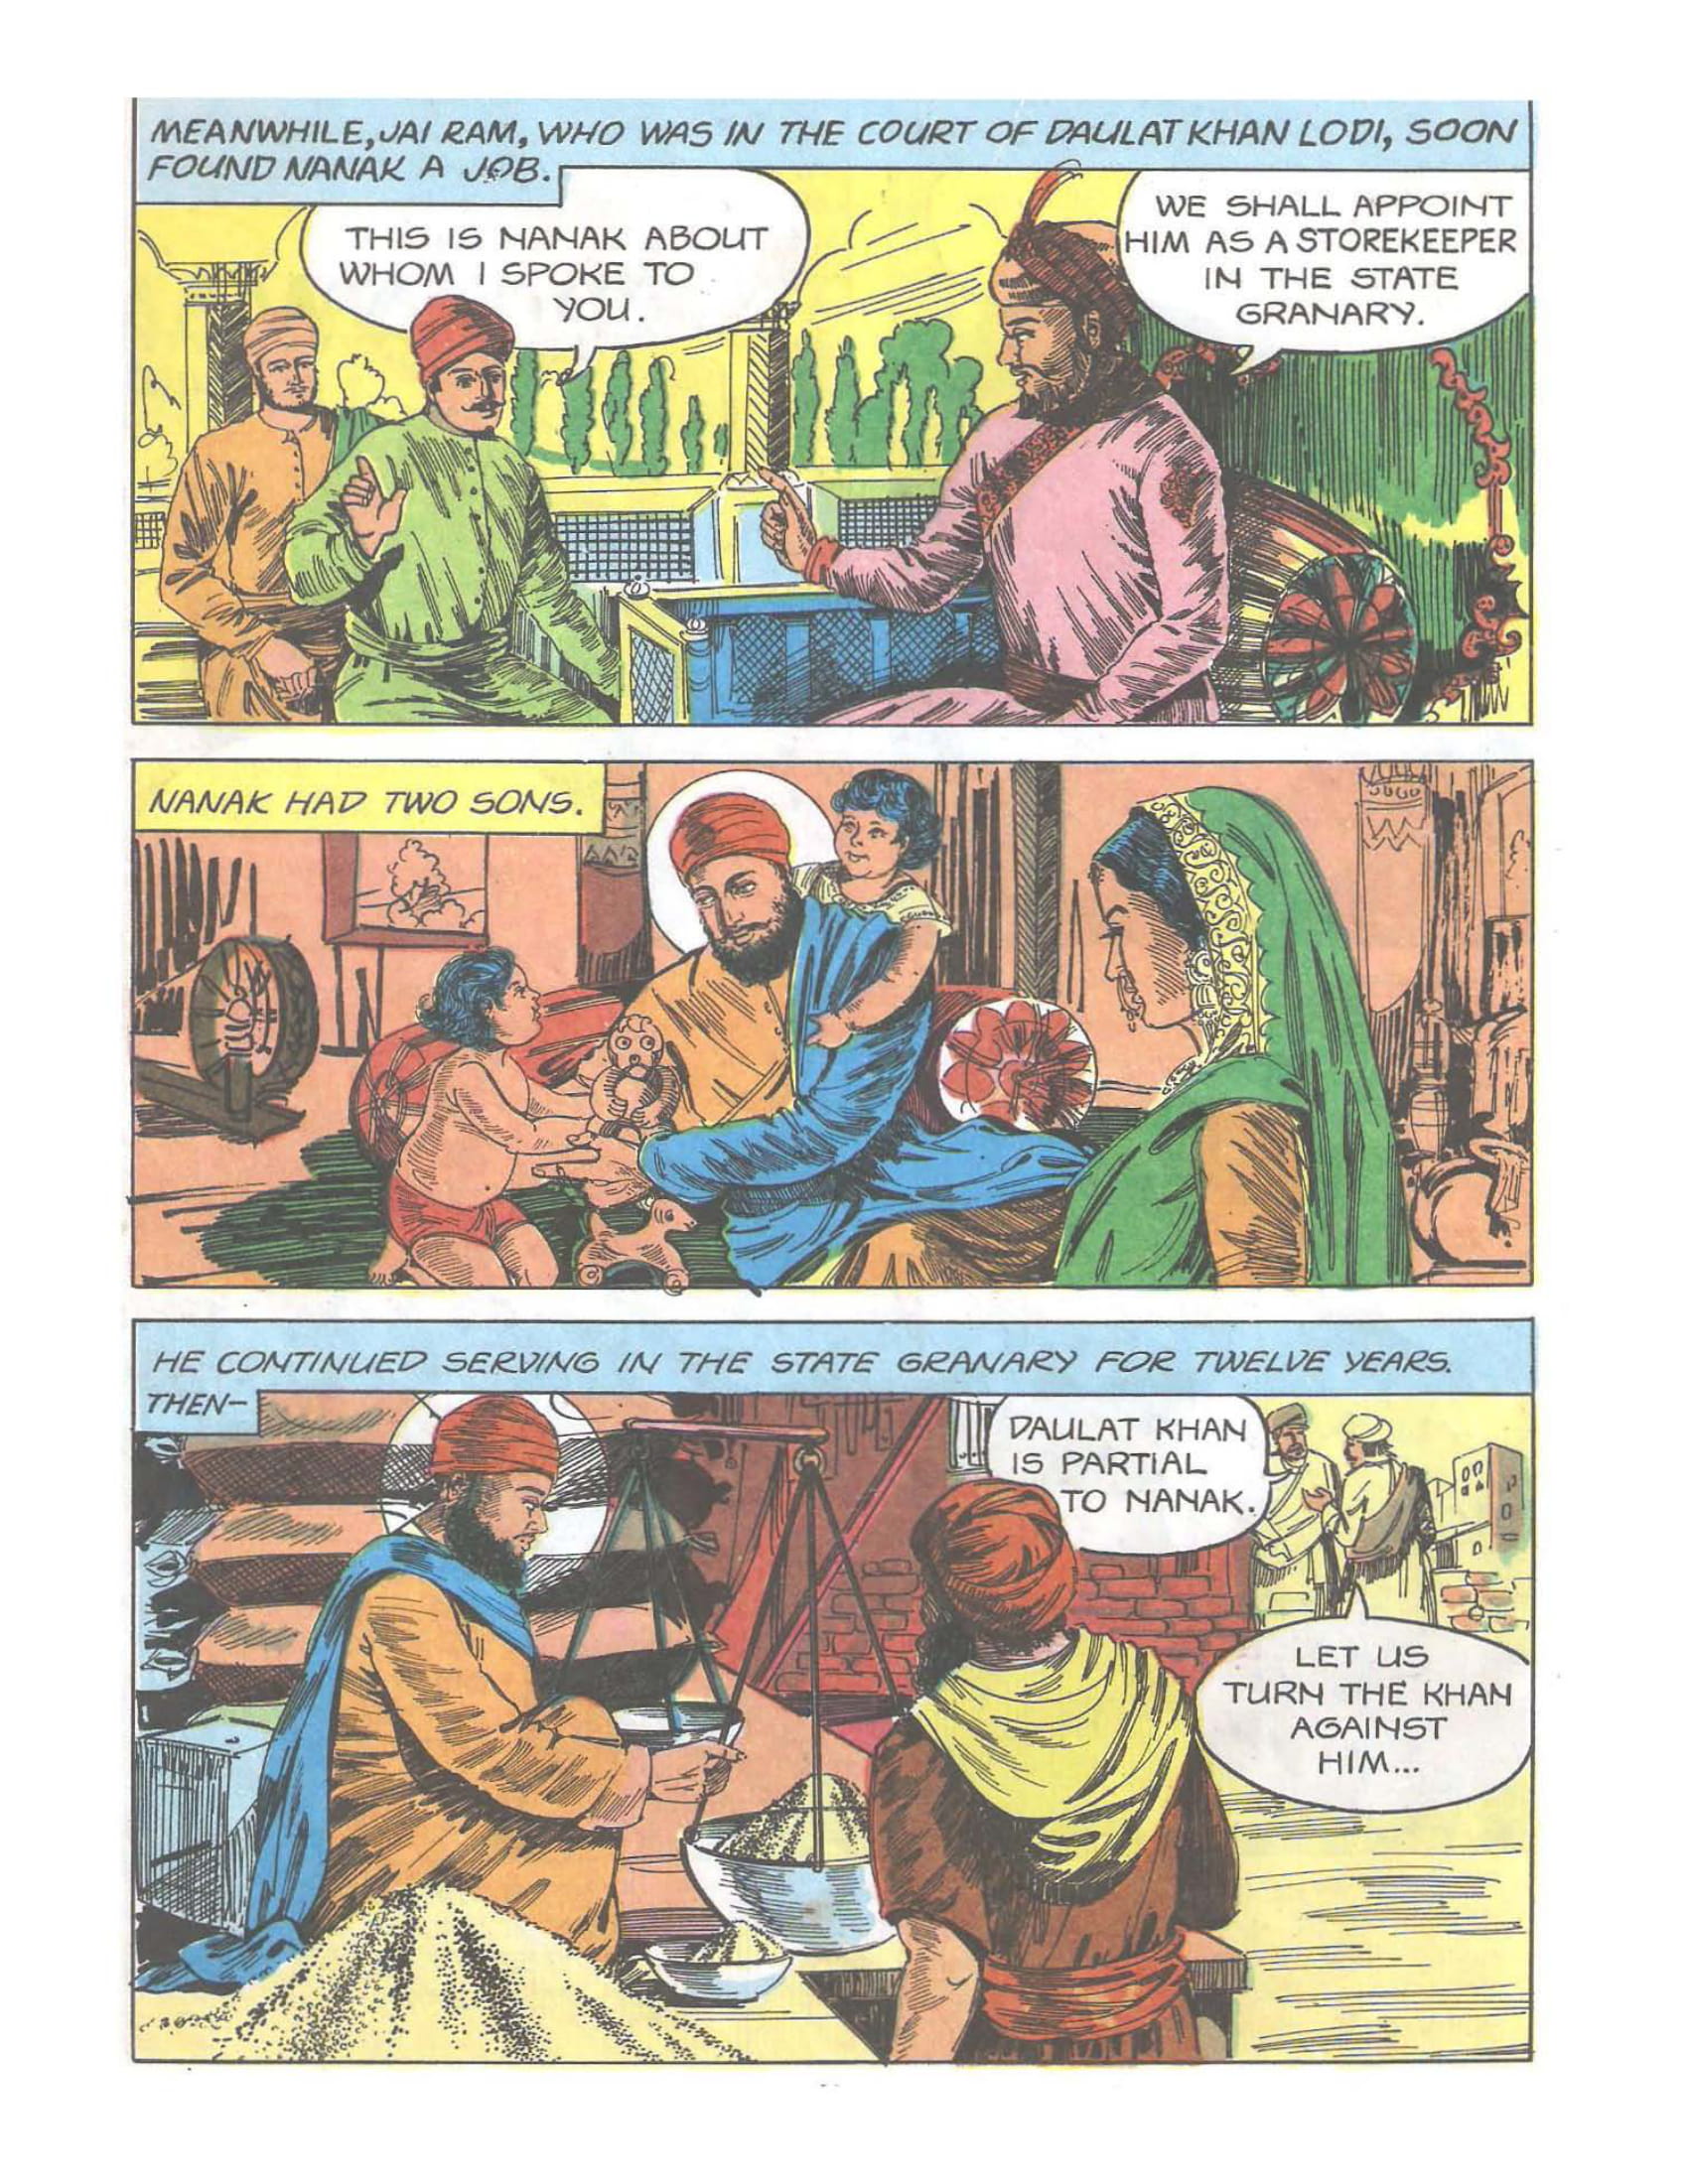 MEANWHILE, JAI RAM, WHO WAS IN THE COURT OF DAULAT KHAN LODI, SOON
FOUND NANAK A JOB.
THIS IS NANAK ABOUT
WHOM I SPOKE TO
YOU.
WE SHALL APPOINT
HIM AS A STOREKEEPER
IN THE STATE
GRANARY.
NANAK HAD TWO SONS.
HE CONTINUED SERVING IN THE STATE GRANARY FOR TWELVE YEARS.
THEN—
DAULAT KHAN
IS PARTIAL
TO NANAK.
LET US
TURN THE KHAN
AGAINST
HIM...